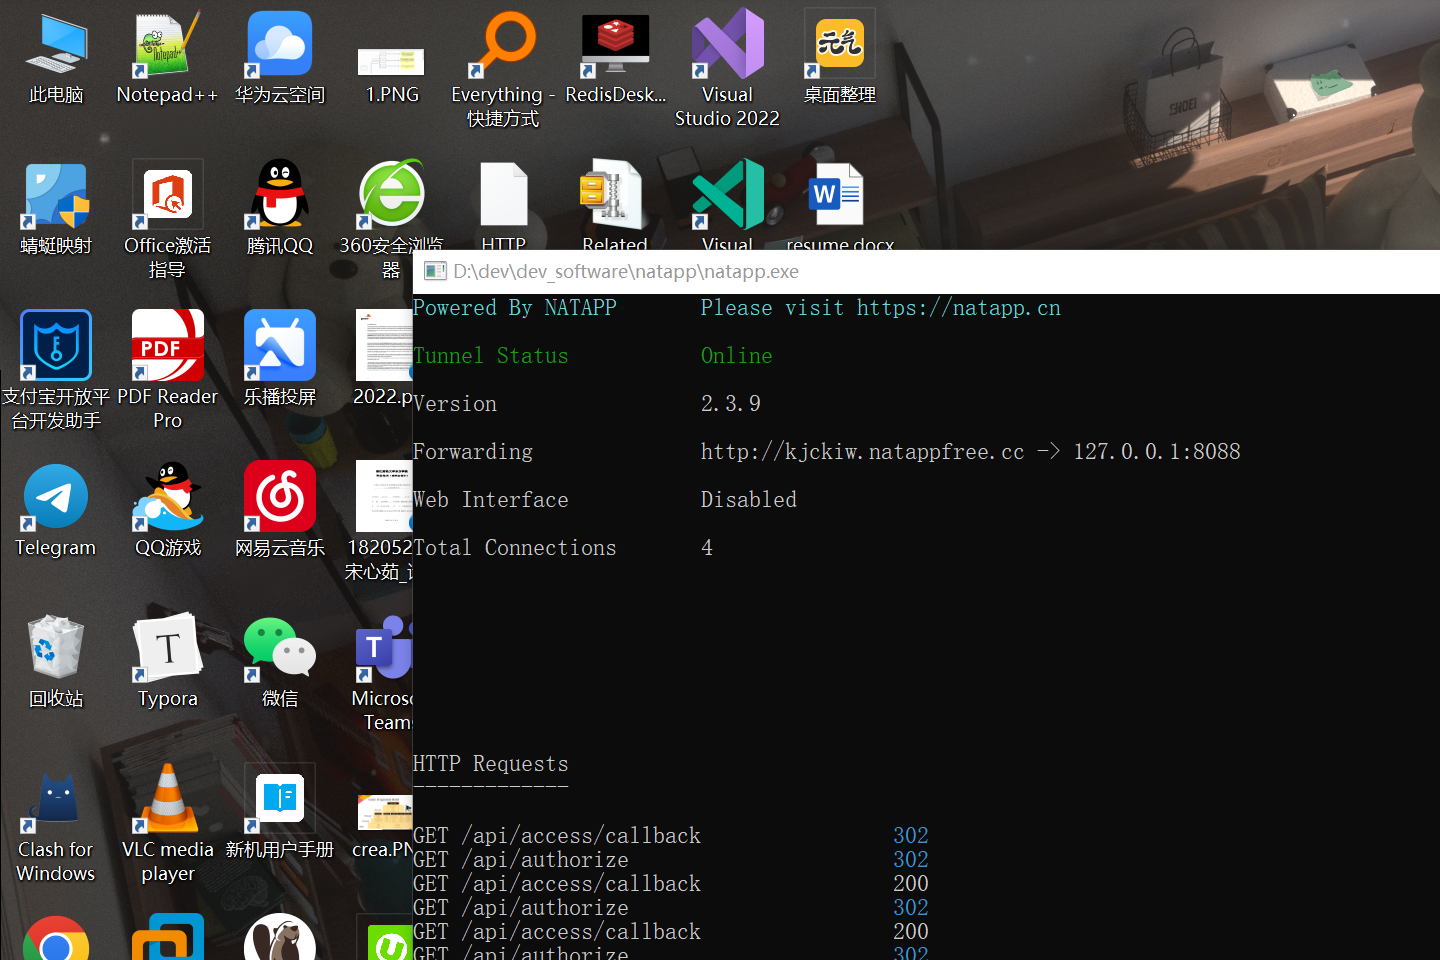 此电脑
Notepad++
华为云空间
1.PNG
Everything -
快捷方式
RedisDesk...
Visual
Studio 2022
元气
桌面整理
SHOEI
蜻蜓映射
Office激活
指导
腾讯QQ
360安全浏览
器
HTTP
Related
Visual
resume.docx
D:\dev\dev_software\natapp\natapp.exe
Powered By NATAPP Please visit https://natapp.cn
Tunnel Status Online
Version 2.3.9
Forwarding http://kjckiw.natappfree.cc -> 127.0.0.1:8088
Web Interface Disabled
Total Connections 4
支付宝开放平
台开发助手
PDF
PDF Reader
Pro
乐播投屏
2022.p
Telegram
QQ游戏
网易云音乐
182052
宋心茹_
回收站
Typora
微信
Micros
Team
HTTP Requests
-------------
GET /api/access/callback 302
GET /api/authorize 302
GET /api/access/callback 200
GET /api/authorize 302
GET /api/access/callback 200
GET /api/authorize 302
Clash for
Windows
VLC media
player
新机用户手册
crea.PN